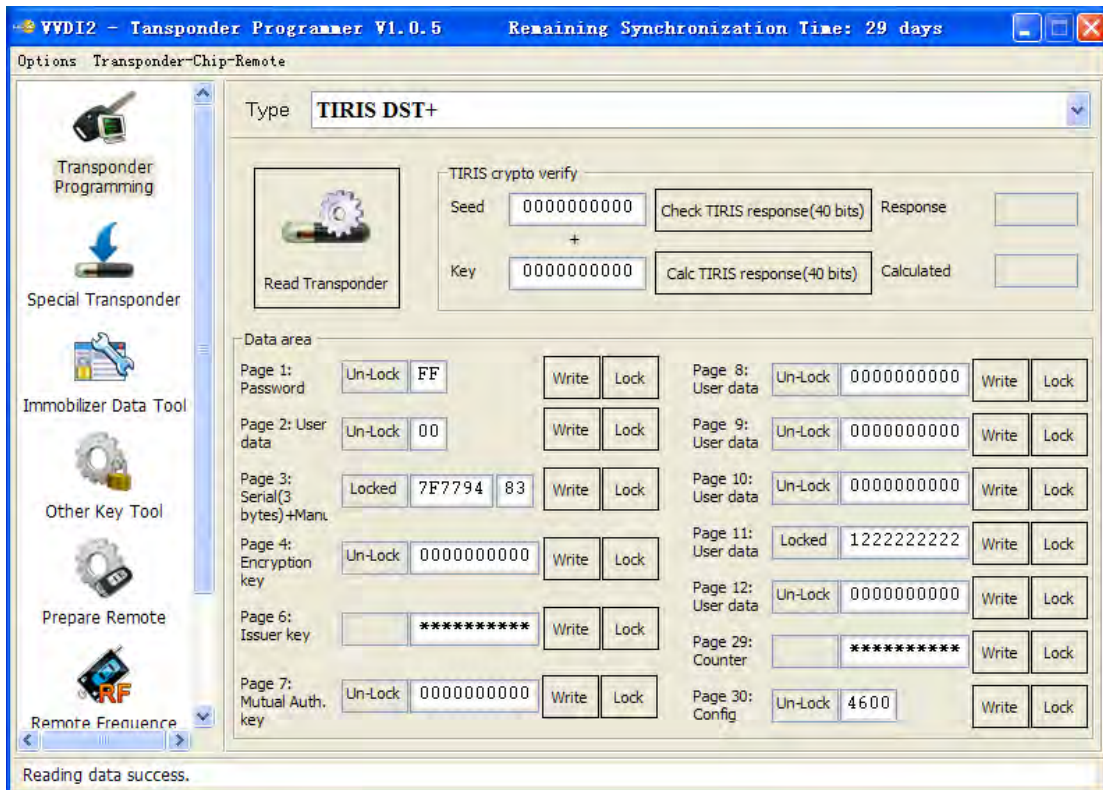 VVDI2 - Tansponder Programmer V1.0.5 Remaining Synchronization Time: 29 days
Options Transponder-Chip-Remote
Transponder
Programming
Special Transponder
Immobilizer Data Tool
Other Key Tool
Prepare Remote
RF
Remote Frequence
Type TIRIS DST+
Read Transponder
TIRIS crypto verify
Seed 0000000000 Check TIRIS response(40 bits) Response
+
Key 0000000000 Calc TIRIS response(40 bits) Calculated
Data area
Page 1:
Password Un-Lock FF Write Lock
Page 2: User
data Un-Lock 00 Write Lock
Page 3:
Serial(3
bytes)+Manu Locked 7F7794 83 Write Lock
Page 4:
Encryption
key Un-Lock 0000000000 Write Lock
Page 6:
Issuer key ********** Write Lock
Page 7:
Mutual Auth.
key Un-Lock 0000000000 Write Lock
Page 8:
User data Un-Lock 0000000000 Write Lock
Page 9:
User data Un-Lock 0000000000 Write Lock
Page 10:
User data Un-Lock 0000000000 Write Lock
Page 11:
User data Locked 1222222222 Write Lock
Page 12:
User data Un-Lock 0000000000 Write Lock
Page 29:
Counter ********** Write Lock
Page 30:
Config Un-Lock 4600 Write Lock
Reading data success.